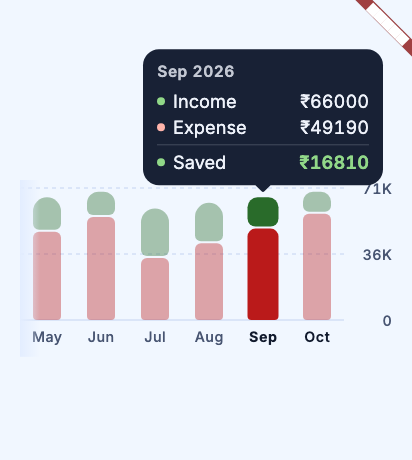 Sep 2026
Income ₹66000
Expense ₹49190
Saved ₹16810
71K
36K
0
May Jun Jul Aug Sep Oct